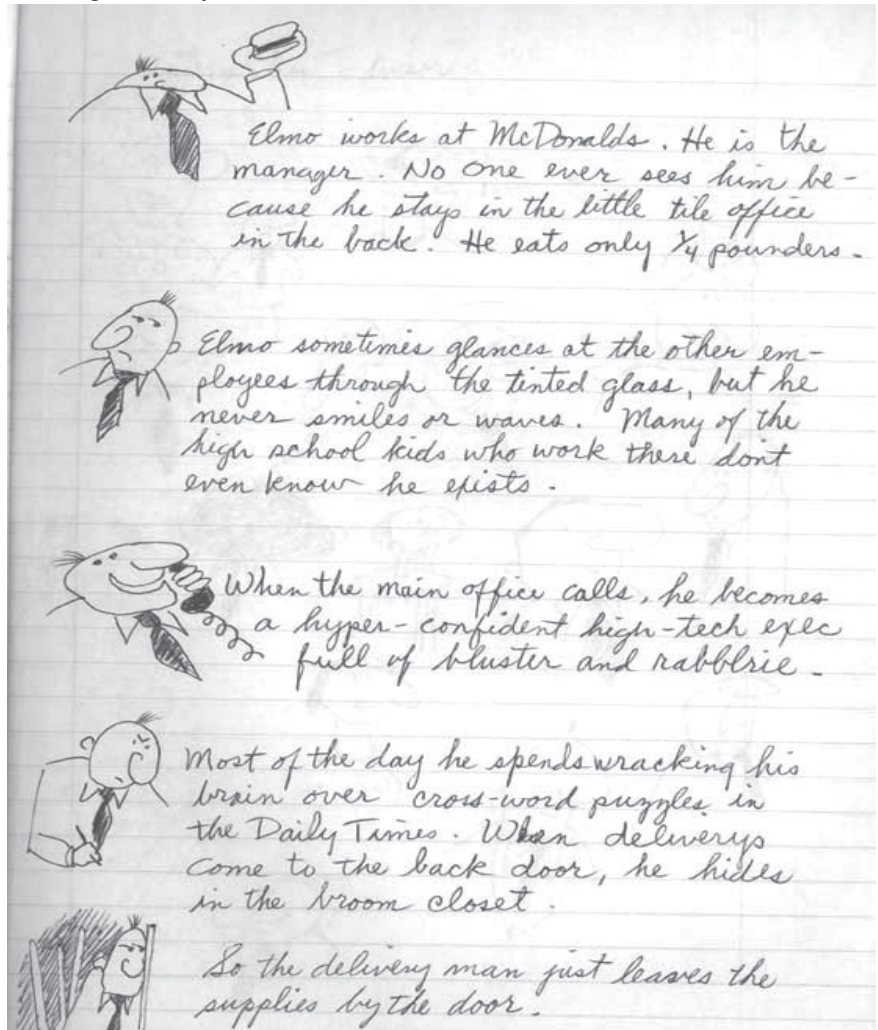 Elmo works at McDonalds. He is the
manager. No one ever sees him be-
cause he stays in the little tile office
in the back. He eats only 1/4 pounders.
Elmo sometimes glances at the other em-
ployees through the tinted glass, but he
never smiles or waves. Many of the
high school kids who work there dont
even know he exists.
When the main office calls, he becomes
a hyper-confident high-tech exec
full of bluster and rabblrie.
Most of the day he spends wracking his
brain over cross-word puzzles in
the Daily Times. When deliverys
come to the back door, he hides
in the broom closet.
So the delivery man just leaves the
supplies by the door.